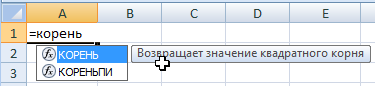 A B C D E F
1 =корень
2 КОРЕНЬ Возвращает значение квадратного корня
3 КОРЕНЬПИ